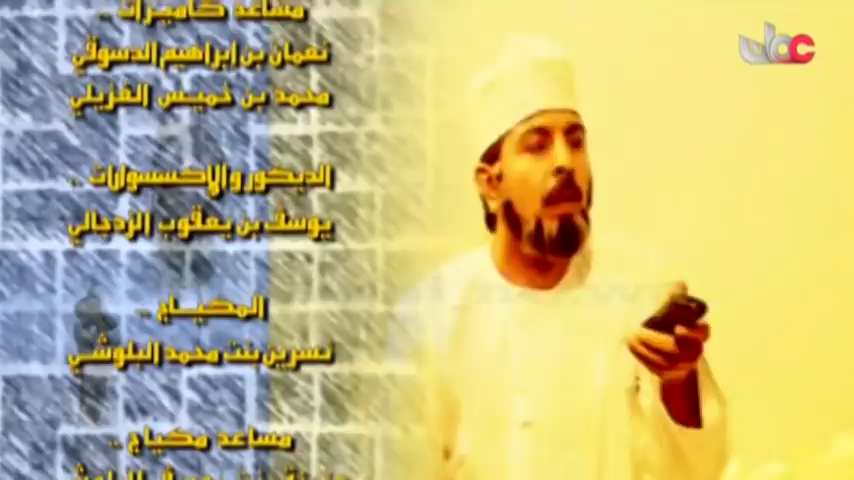 مساعد كاميرات ..
نعمان بن إبراهيم الدسوقي
محمد بن خميس الغزيلي
الديكور والإكسسوارات ..
يوسف بن يعقوب الزدجالي
المكياج ..
نسرين بنت محمد البلوشي
مساعد مكياج ..
عمان